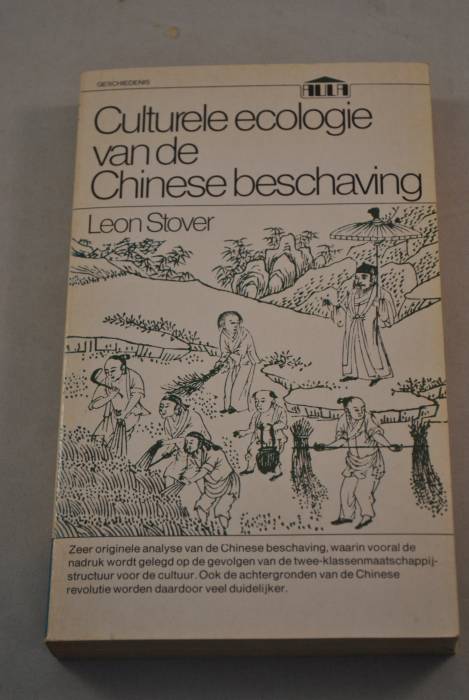 GESCHIEDENIS
AULA
Culturele ecologie
van de
Chinese beschaving
Leon Stover
Zeer originele analyse van de Chinese beschaving, waarin vooral de
nadruk wordt gelegd op de gevolgen van de twee-klassenmaatschappij-
structuur voor de cultuur. Ook de achtergronden van de Chinese
revolutie worden daardoor veel duidelijker.